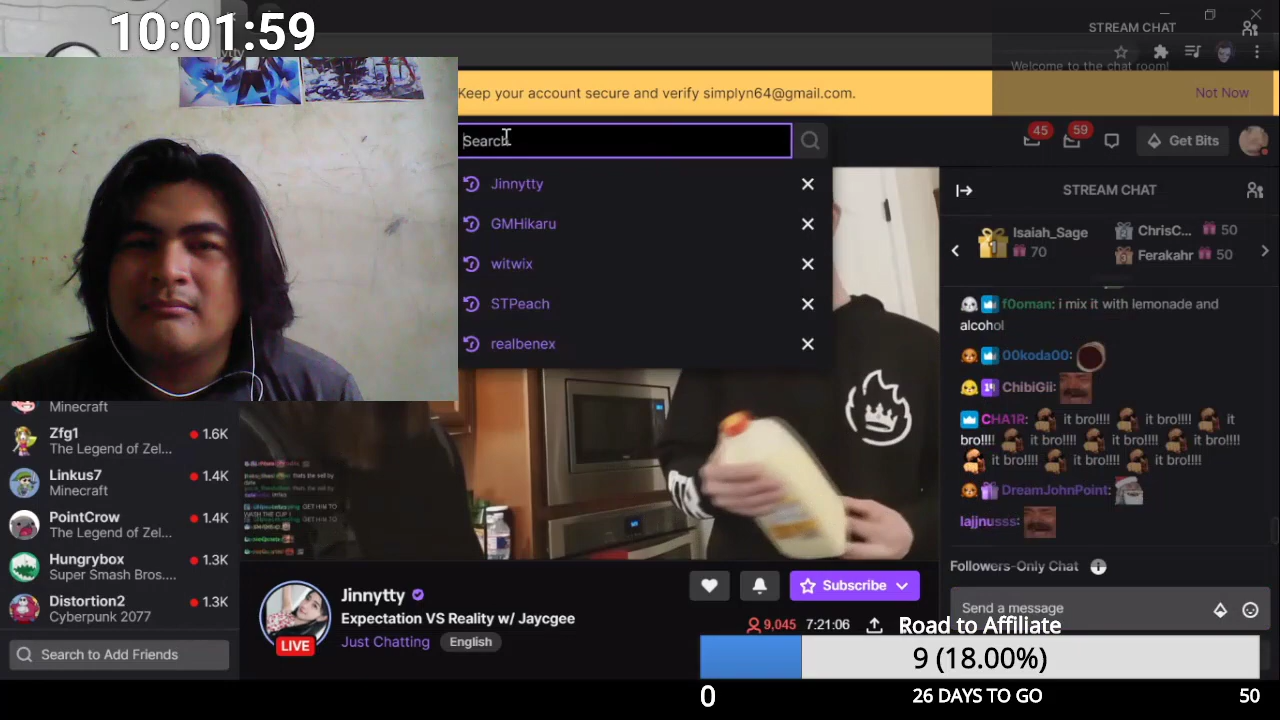 10:01:59
STREAM CHAT
Welcome to the chat room!
Keep your account secure and verify simplyn64@gmail.com.
Not Now
Search
45
59
Get Bits
Jinnytty
GMHikaru
witwix
STPeach
realbenex
STREAM CHAT
1
Isaiah_Sage
70
ChrisC... 50
Ferakahr 50
f0oman: i mix it with lemonade and
alcohol
00koda00:
ChibiGii:
CHA1R: it bro!!!! it bro!!!! it
bro!!!! it bro!!!! it bro!!!! it bro!!!!
it bro!!!! it bro!!!! it bro!!!!
DreamJohnPoint:
lajjnusss:
Followers-Only Chat
Send a message
Minecraft
Zfg1 1.6K
The Legend of Zel...
Linkus7 1.4K
Minecraft
PointCrow 1.4K
The Legend of Zel...
Hungrybox 1.3K
Super Smash Bros....
Distortion2 1.3K
Cyberpunk 2077
Search to Add Friends
Jinnytty
Expectation VS Reality w/ Jaycgee
Just Chatting English
LIVE
Subscribe
9,045 7:21:06
Road to Affiliate
9 (18.00%)
0 26 DAYS TO GO 50